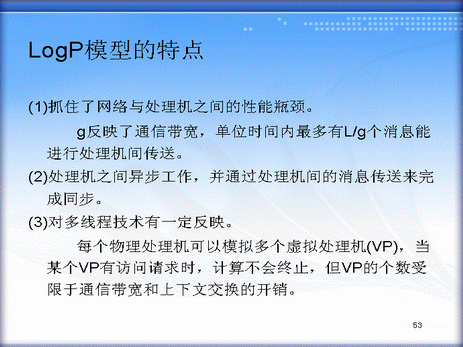 LogP模型的特点
(1)抓住了网络与处理机之间的性能瓶颈。
g反映了通信带宽，单位时间内最多有L/g个消息能
进行处理机间传送。
(2)处理机之间异步工作，并通过处理机间的消息传送来完
成同步。
(3)对多线程技术有一定反映。
每个物理处理机可以模拟多个虚拟处理机(VP)，当
某个VP有访问请求时，计算不会终止，但VP的个数受
限于通信带宽和上下文交换的开销。
53